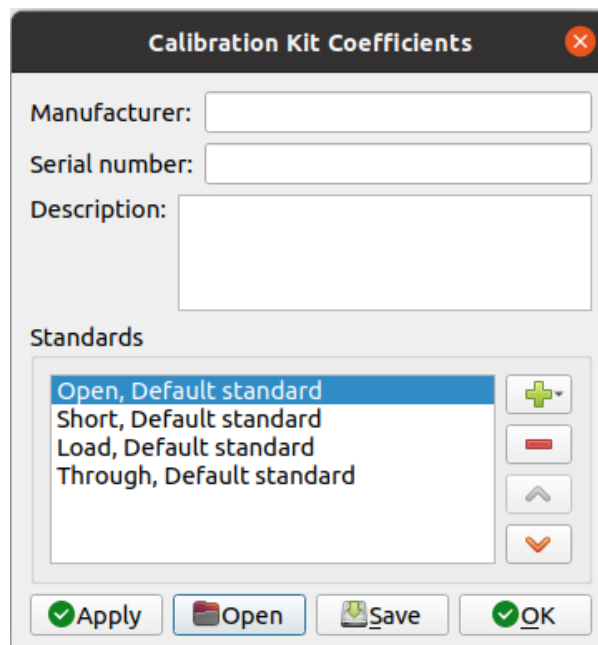 Calibration Kit Coefficients
Manufacturer:
Serial number:
Description:
Standards
Open, Default standard
Short, Default standard
Load, Default standard
Through, Default standard
Apply Open Save OK